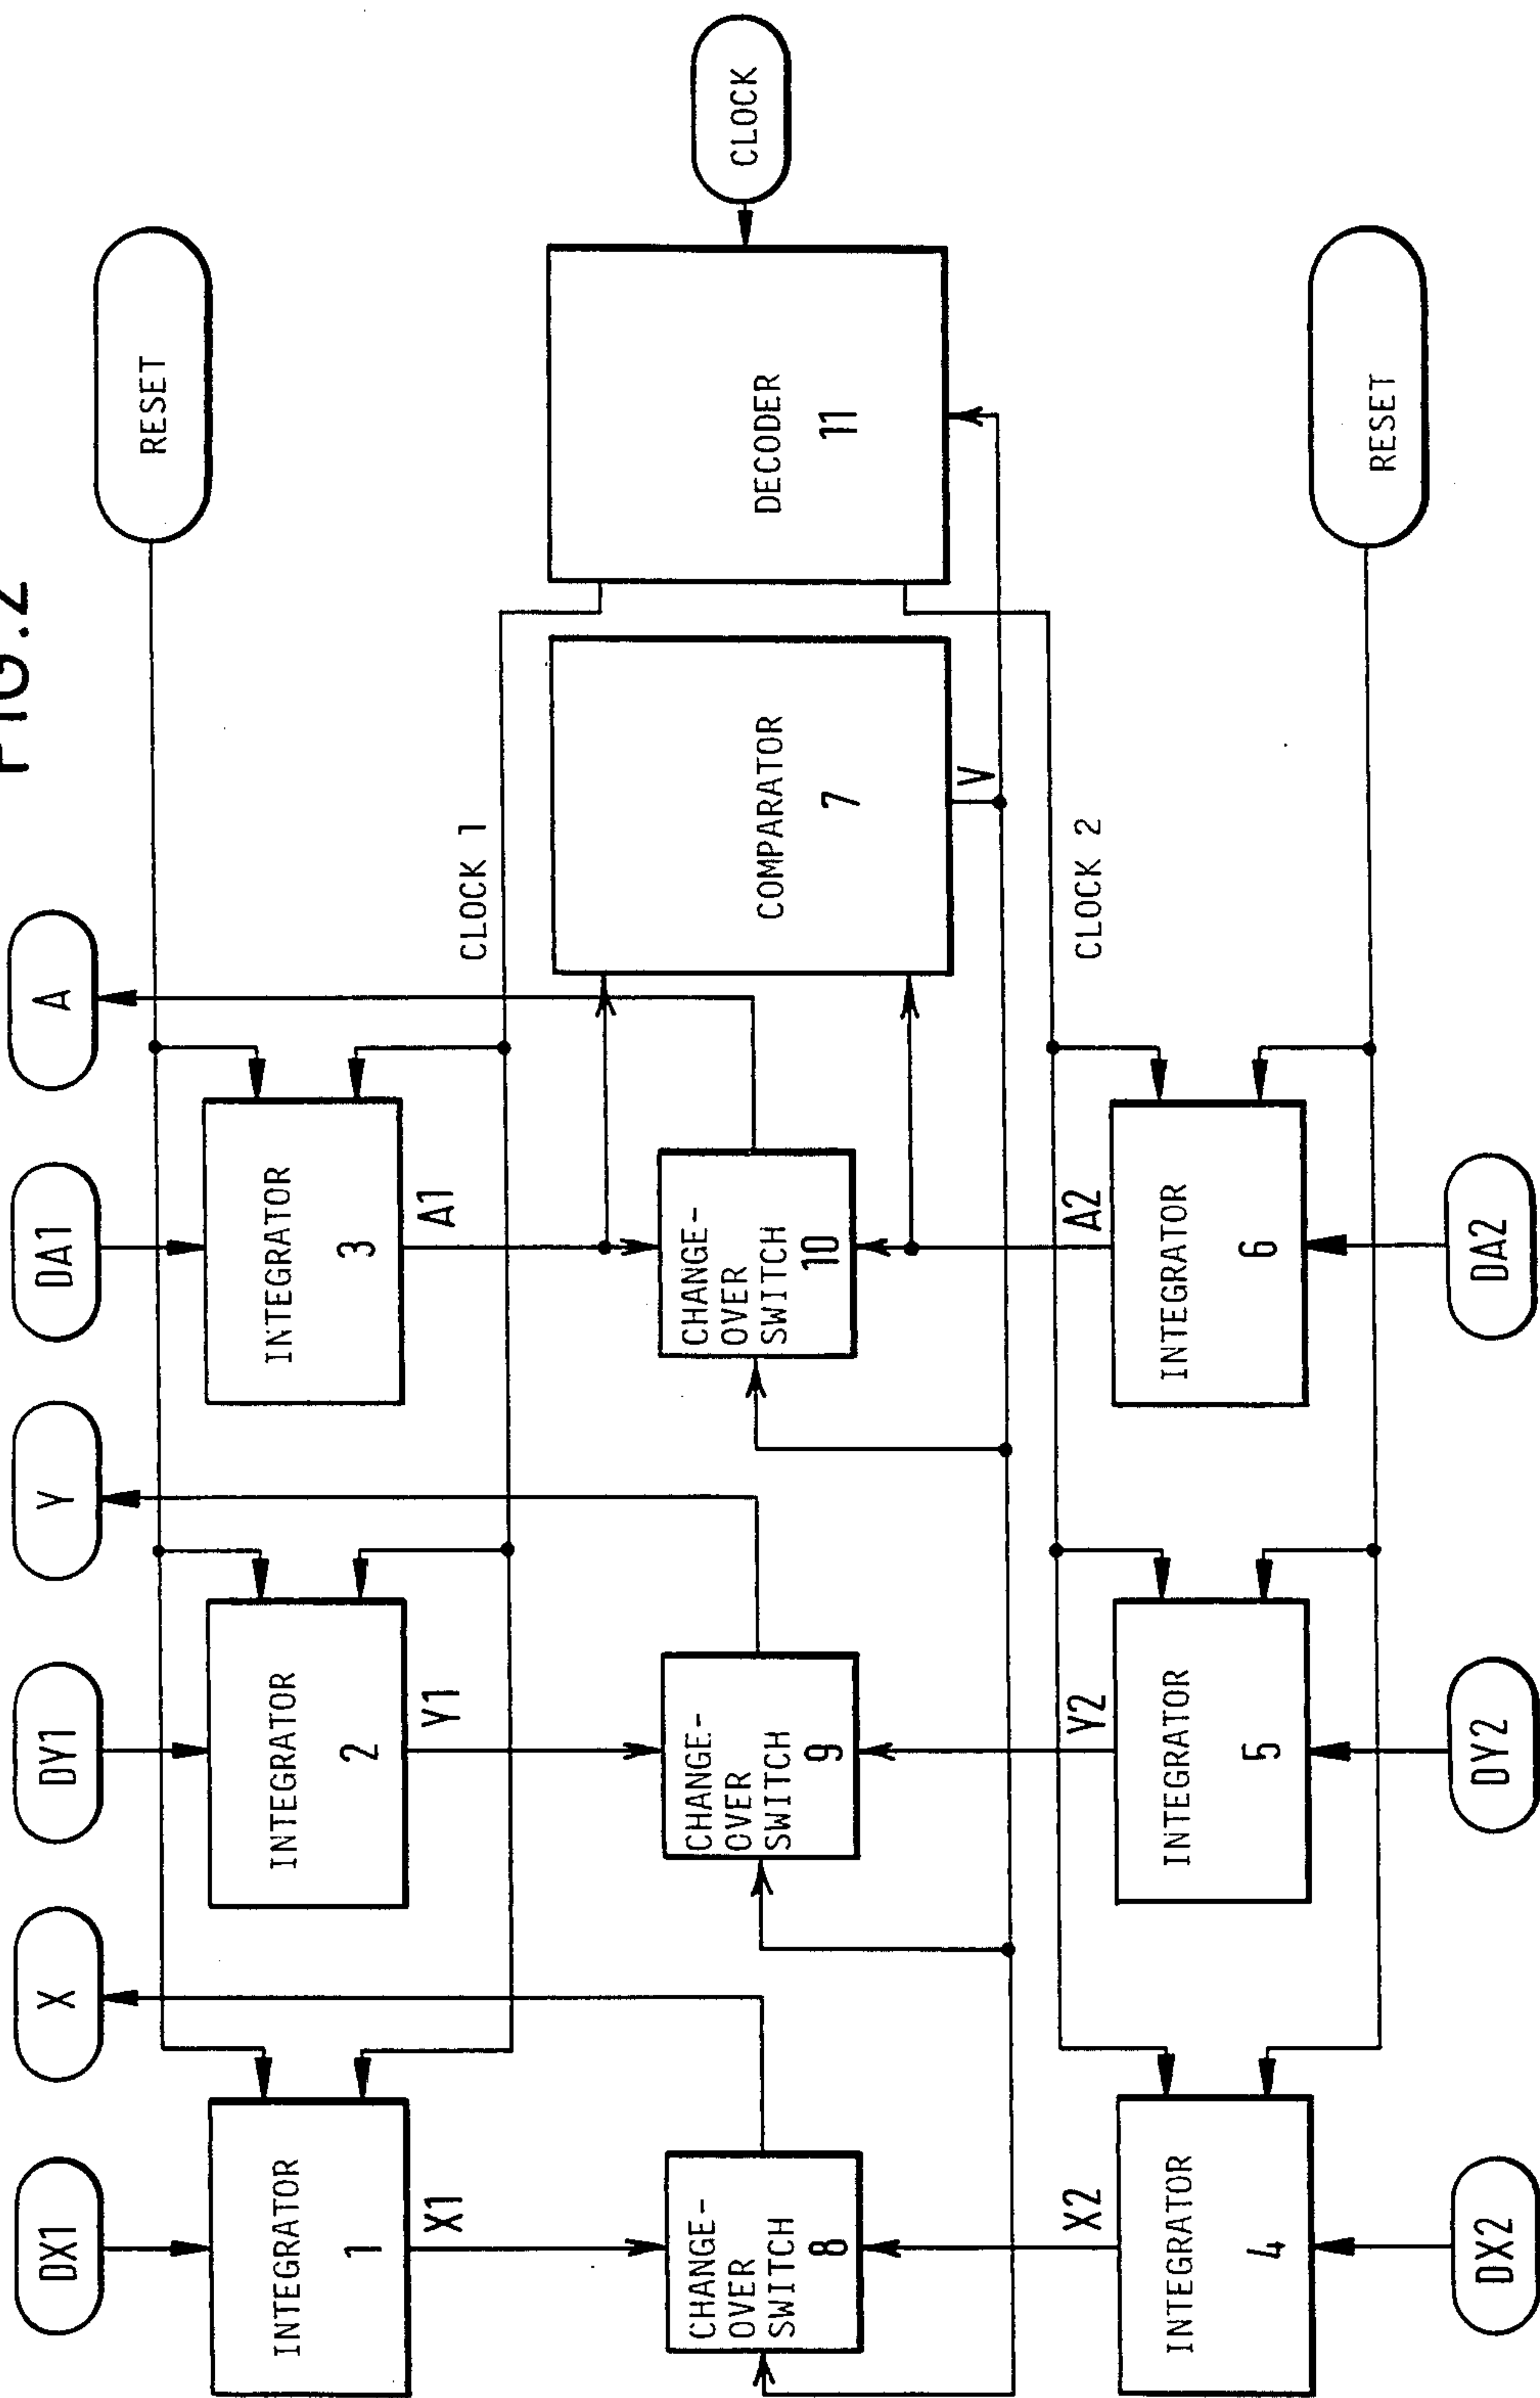 FIG.2
DX1
X
DY1
Y
DA1
A
RESET
INTEGRATOR
1
INTEGRATOR
2
INTEGRATOR
3
X1
Y1
A1
CLOCK 1
CHANGE-
OVER
SWITCH
8
CHANGE-
OVER
SWITCH
9
CHANGE-
OVER
SWITCH
10
COMPARATOR
7
DECODER
11
CLOCK
V
X2
Y2
A2
CLOCK 2
INTEGRATOR
4
INTEGRATOR
5
INTEGRATOR
6
RESET
DX2
DY2
DA2